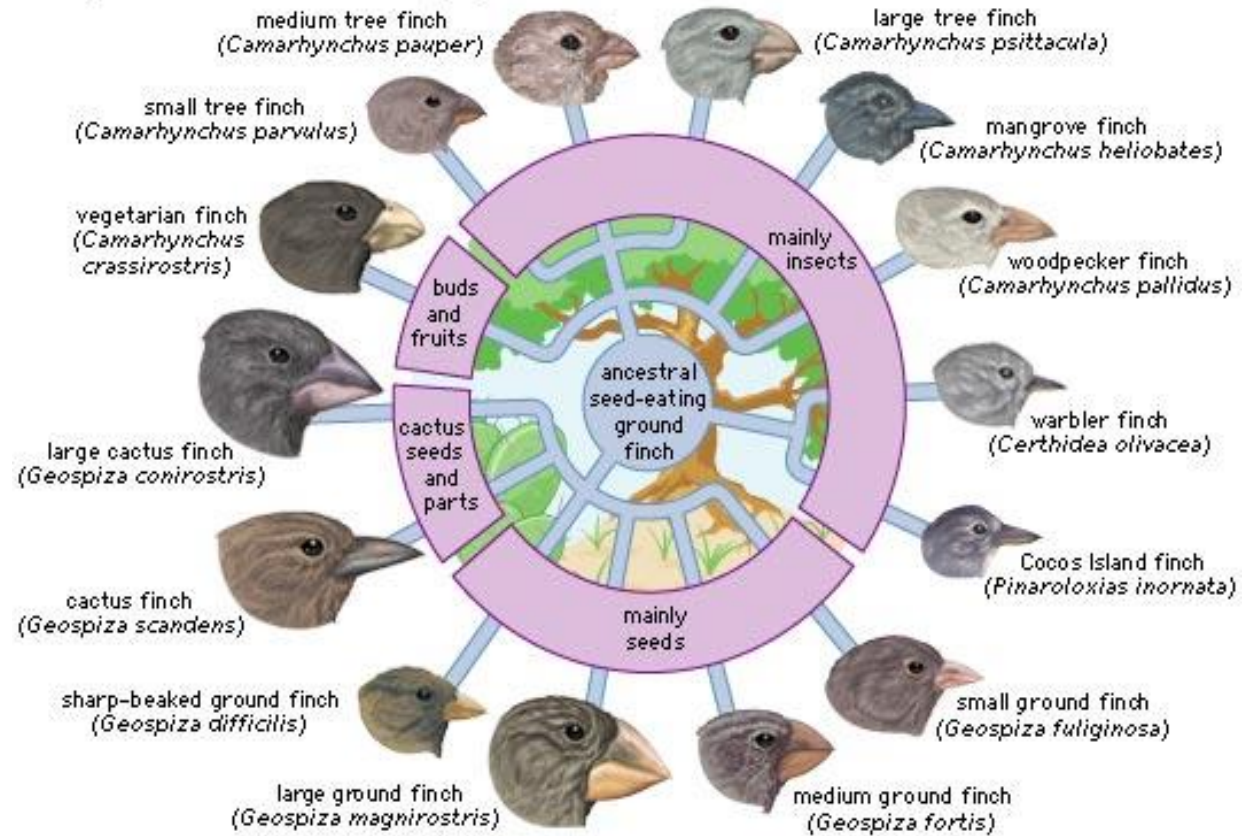 medium tree finch
(Camarhynchus pauper)
large tree finch
(Camarhynchus psittacula)
small tree finch
(Camarhynchus parvulus)
mangrove finch
(Camarhynchus heliobates)
vegetarian finch
(Camarhynchus
crassirostris)
mainly
insects
woodpecker finch
(Camarhynchus pallidus)
buds
and
fruits
ancestral
seed-eating
ground
finch
warbler finch
(Certhidea olivacea)
large cactus finch
(Geospiza conirostris)
cactus
seeds
and
parts
Cocos Island finch
(Pinaroloxias inornata)
cactus finch
(Geospiza scandens)
mainly
seeds
sharp-beaked ground finch
(Geospiza difficilis)
small ground finch
(Geospiza fuliginosa)
large ground finch
(Geospiza magnirostris)
medium ground finch
(Geospiza fortis)